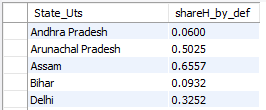 State_Uts shareH_by_def
Andhra Pradesh 0.0600
Arunachal Pradesh 0.5025
Assam 0.6557
Bihar 0.0932
Delhi 0.3252